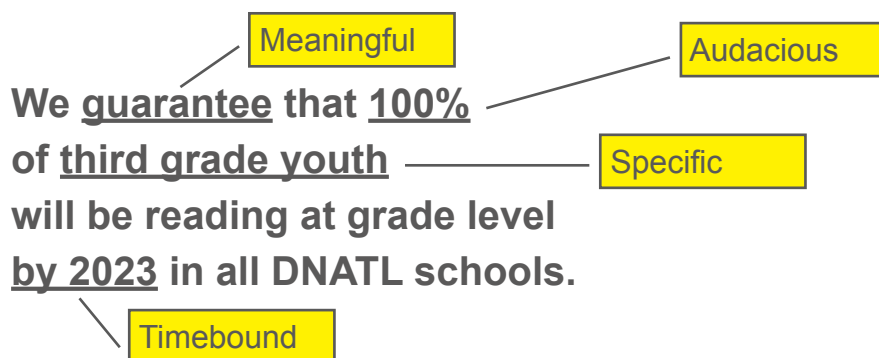 Meaningful
Audacious
We guarantee that 100%
of third grade youth
Specific
will be reading at grade level
by 2023 in all DNATL schools.
Timebound